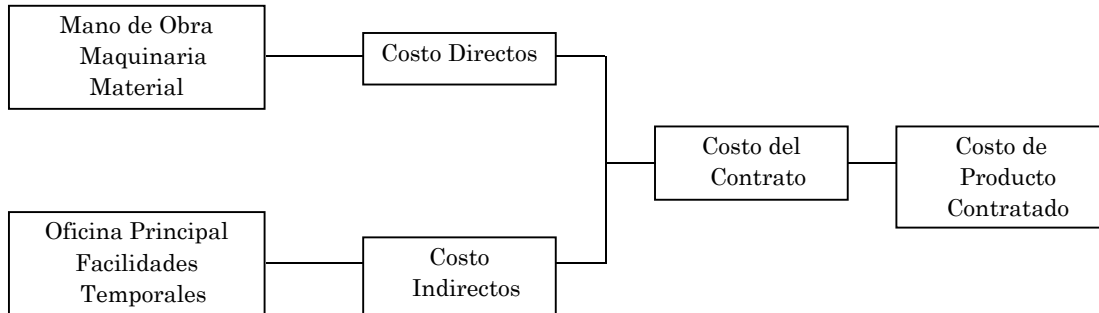 Mano de Obra
Maquinaria
Material
Costo Directos
Costo del
Contrato
Costo de
Producto
Contratado
Oficina Principal
Facilidades
Temporales
Costo
Indirectos